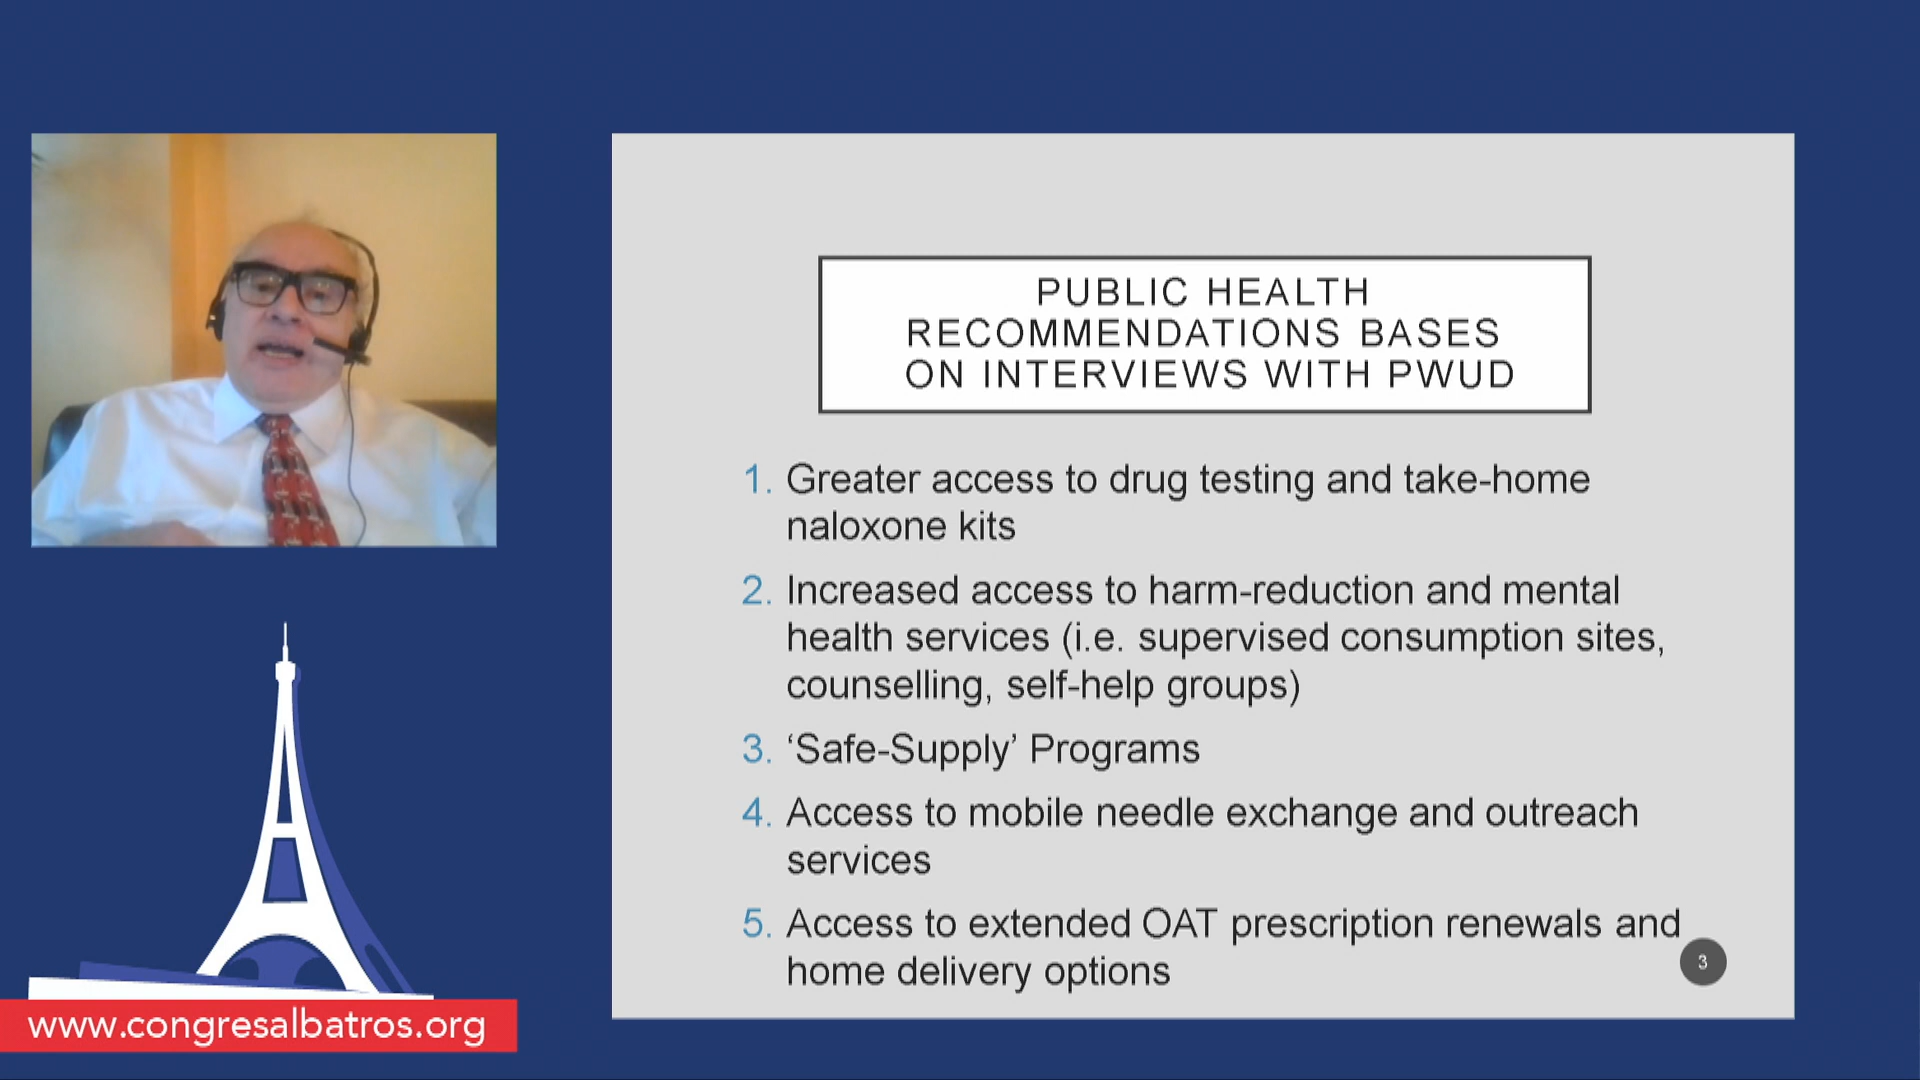 PUBLIC HEALTH
RECOMMENDATIONS BASES
ON INTERVIEWS WITH PWUD
1. Greater access to drug testing and take-home
naloxone kits
2. Increased access to harm-reduction and mental
health services (i.e. supervised consumption sites,
counselling, self-help groups)
3. ‘Safe-Supply’ Programs
4. Access to mobile needle exchange and outreach
services
5. Access to extended OAT prescription renewals and
home delivery options
3
www.congresalbatros.org